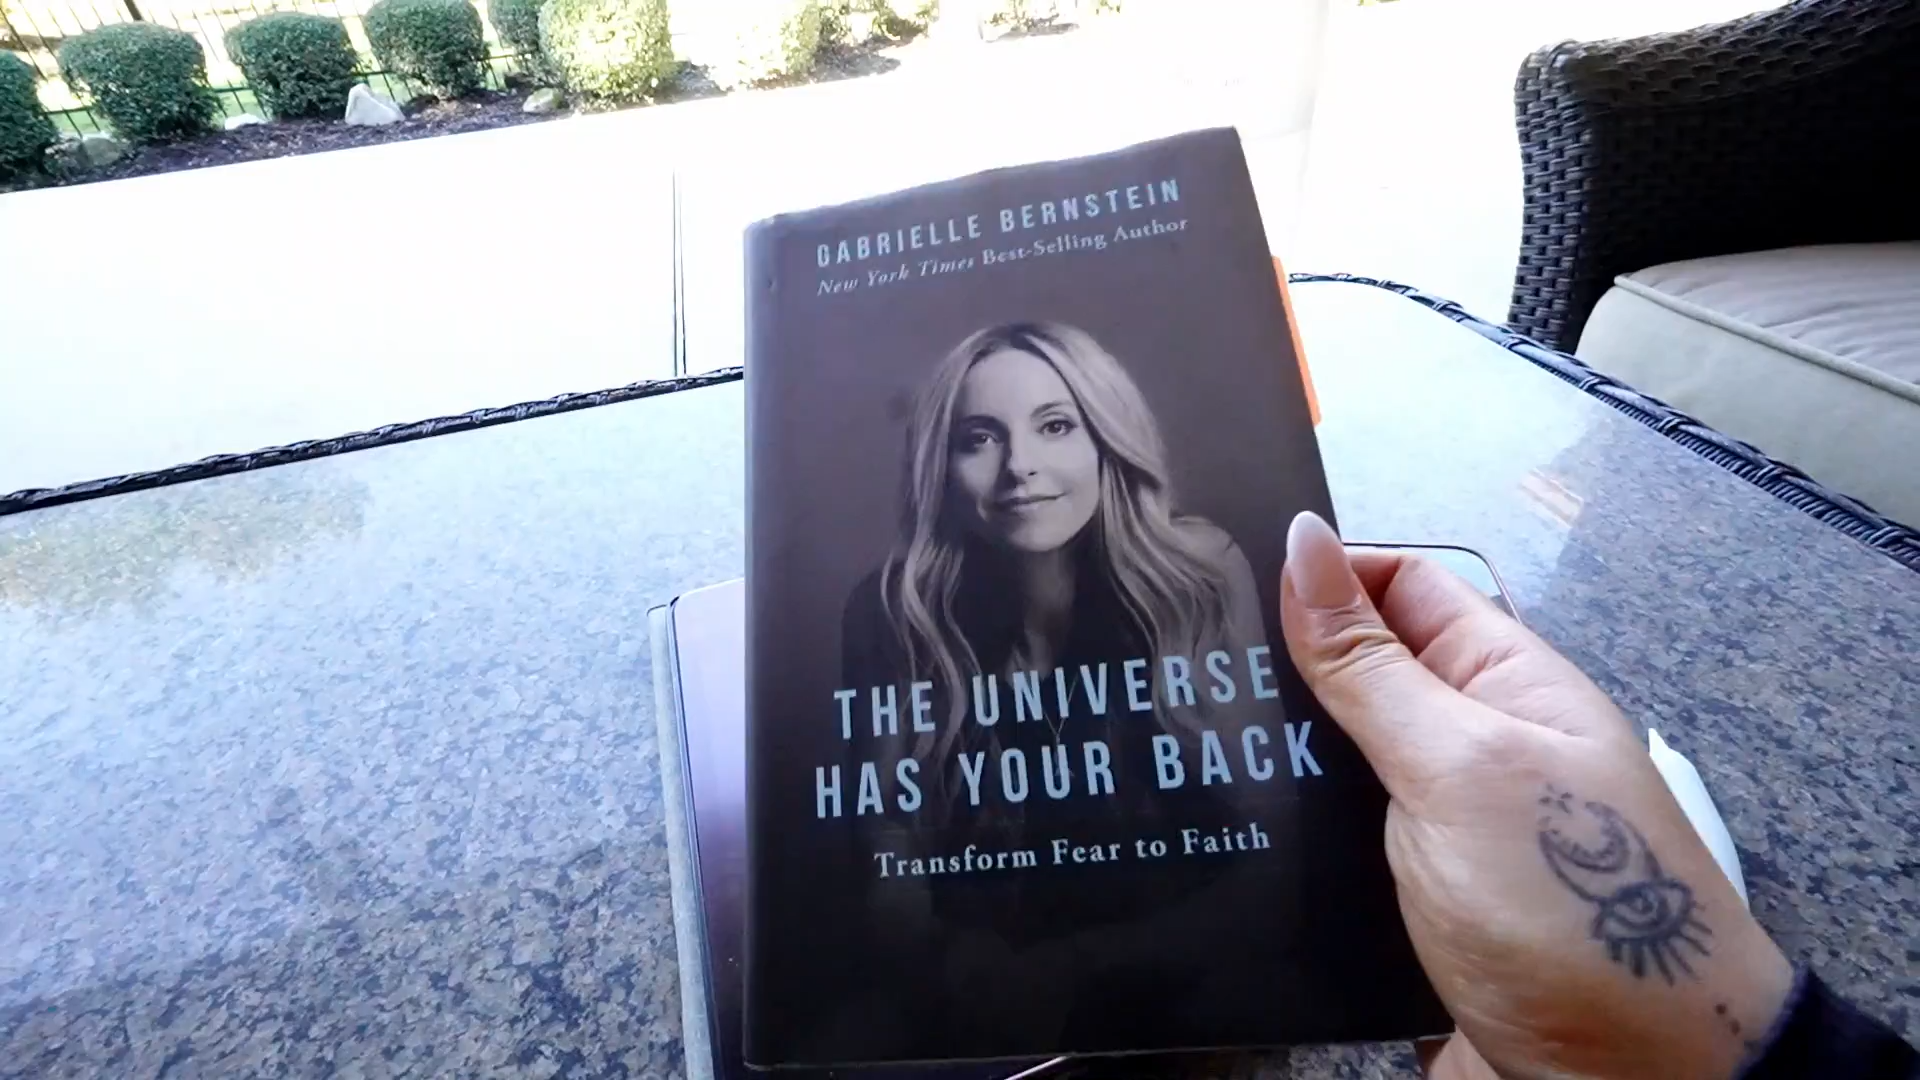 GABRIELLE BERNSTEIN
New York Times Best-Selling Author
THE UNIVERSE
HAS YOUR BACK
Transform Fear to Faith